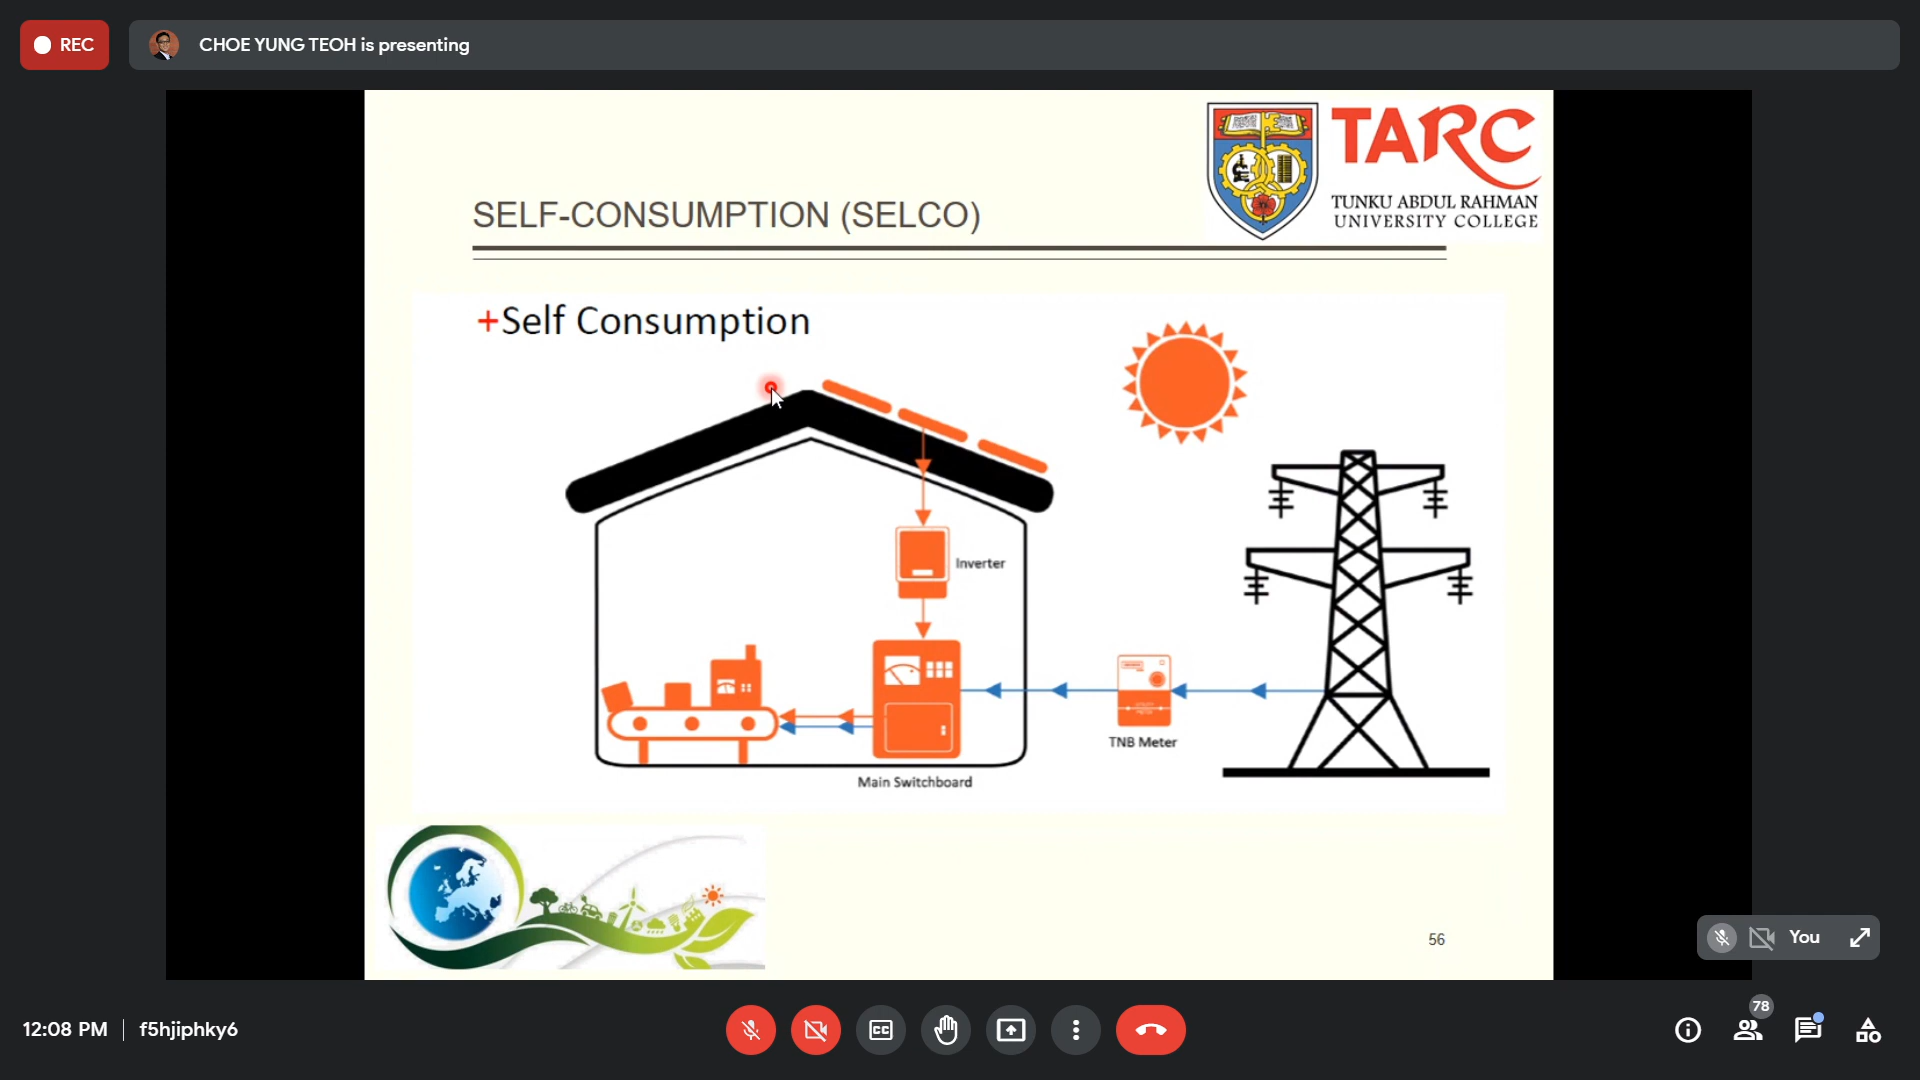 REC
CHOE YUNG TEOH is presenting
TARC
TUNKU ABDUL RAHMAN
UNIVERSITY COLLEGE
SELF-CONSUMPTION (SELCO)
+Self Consumption
Inverter
TNB Meter
Main Switchboard
56
You
12:08 PM | f5hjiphky6
CC
78